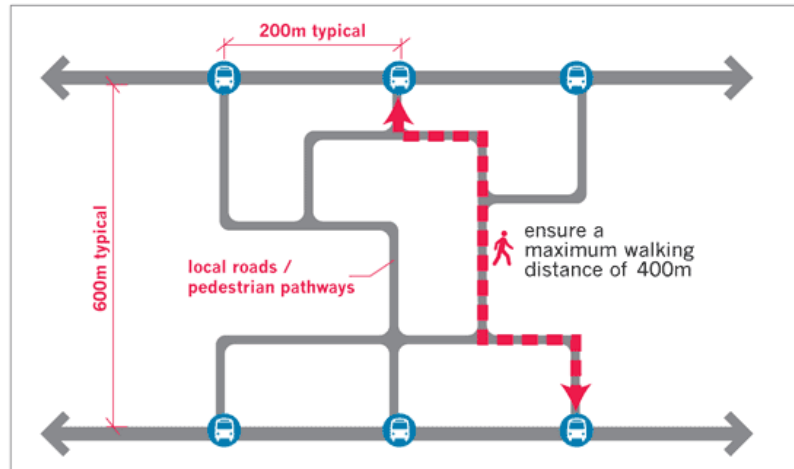 200m typical
600m typical
ensure a
maximum walking
distance of 400m
local roads /
pedestrian pathways